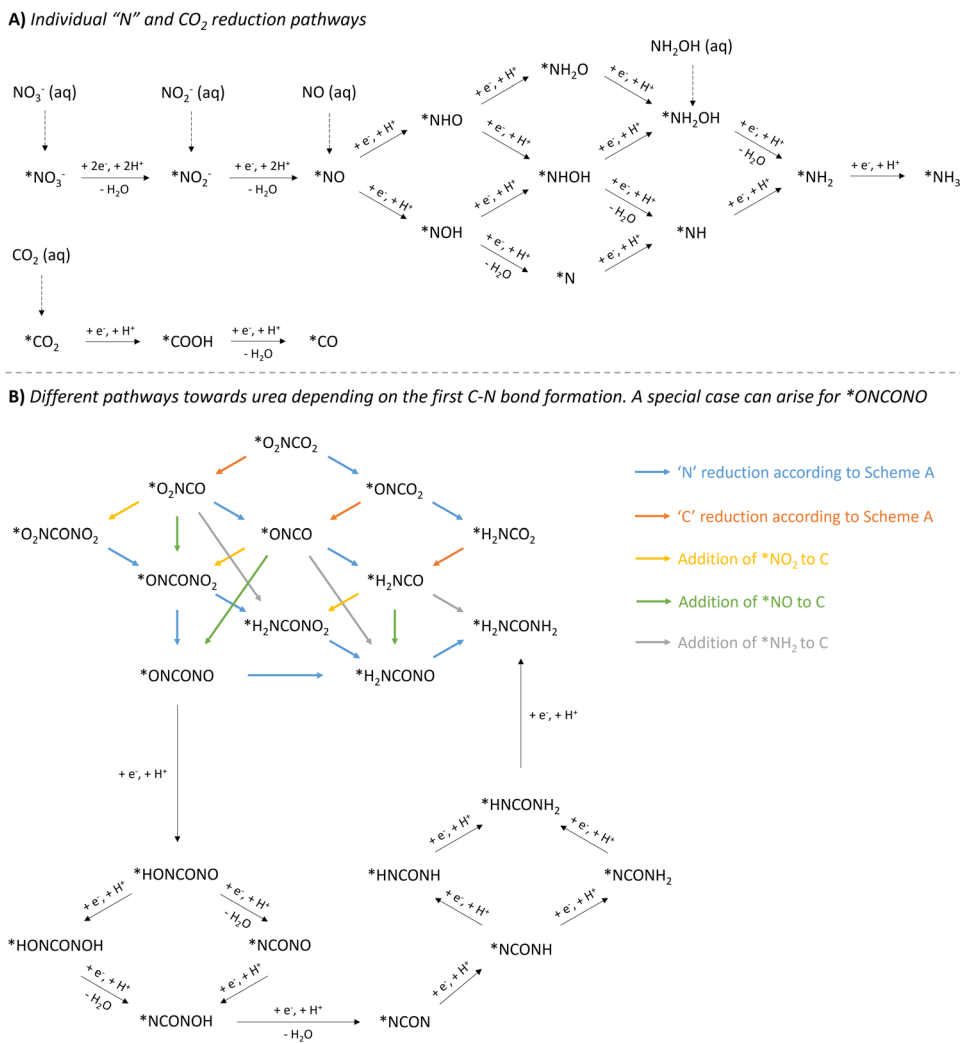 A) Individual “N” and CO₂ reduction pathways
NH₂OH (aq)
NO₃⁻ (aq)
NO₂⁻ (aq)
NO (aq)
*NH₂O
+ e⁻, + H⁺
+ e⁻, + H⁺
*NHO
*NH₂OH
+ e⁻, + H⁺
+ e⁻, + H⁺
+ e⁻, + H⁺
+ e⁻, + H⁺
- H₂O
*NO₃⁻
+ 2e⁻, + 2H⁺
- H₂O
*NO₂⁻
+ e⁻, + 2H⁺
- H₂O
*NO
*NHOH
*NH₂
+ e⁻, + H⁺
*NH₃
+ e⁻, + H⁺
+ e⁻, + H⁺
+ e⁻, + H⁺
- H₂O
+ e⁻, + H⁺
*NOH
*NH
+ e⁻, + H⁺
- H₂O
+ e⁻, + H⁺
*N
CO₂ (aq)
*CO₂
+ e⁻, + H⁺
*COOH
+ e⁻, + H⁺
- H₂O
*CO
B) Different pathways towards urea depending on the first C-N bond formation. A special case can arise for *ONCONO
*O₂NCO₂
*O₂NCO
*ONCO₂
*O₂NCONO₂
*ONCO
*H₂NCO₂
*ONCONO₂
*H₂NCO
*H₂NCONO₂
*H₂NCONH₂
*ONCONO
*H₂NCONO
‘N’ reduction according to Scheme A
‘C’ reduction according to Scheme A
Addition of *NO₂ to C
Addition of *NO to C
Addition of *NH₂ to C
+ e⁻, + H⁺
+ e⁻, + H⁺
*HNCONH₂
+ e⁻, + H⁺
+ e⁻, + H⁺
*HONCONO
*HNCONH
*NCONH₂
+ e⁻, + H⁺
+ e⁻, + H⁺
- H₂O
+ e⁻, + H⁺
+ e⁻, + H⁺
*HONCONOH
*NCONO
*NCONH
+ e⁻, + H⁺
- H₂O
+ e⁻, + H⁺
+ e⁻, + H⁺
*NCONOH
+ e⁻, + H⁺
- H₂O
*NCON